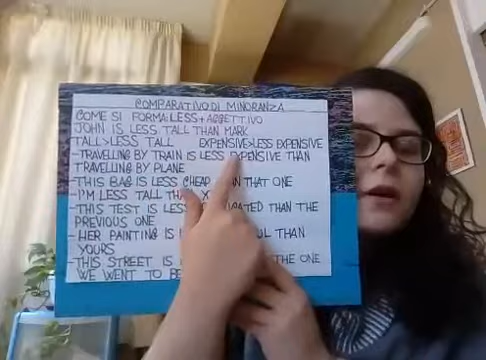 COMPARATIVO DI MINORANZA
COME SI FORMA: LESS+AGGETTIVO
JOHN IS LESS TALL THAN MARK
TALL>LESS TALL EXPENSIVE>LESS EXPENSIVE
-TRAVELLING BY TRAIN IS LESS EXPENSIVE THAN
TRAVELLING BY PLANE
-THIS BAG IS LESS CHEAP THAN THAT ONE
-I'M LESS TALL THAN
-THIS TEST IS LESS THAN THE
PREVIOUS ONE
-HER PAINTING IS THAN
YOURS
-THIS STREET IS THE ONE
WE WENT TO